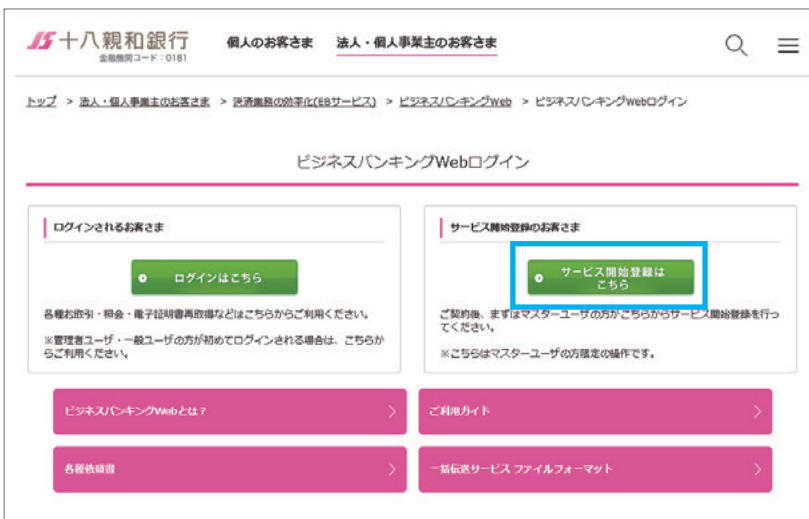 十八親和銀行
金融機関コード:0181
個人のお客さま 法人・個人事業主のお客さま
トップ > 法人・個人事業主のお客さま > 決済業務の効率化(EBサービス) > ビジネスバンキングWeb > ビジネスバンキングWebログイン
ビジネスバンキングWebログイン
ログインされるお客さま
ログインはこちら
各種お取引・照会・電子証明書再取得などはこちらからご利用ください。
※管理者ユーザ・一般ユーザの方が初めてログインされる場合は、こちらか
らご利用ください。
サービス開始登録のお客さま
サービス開始登録は
こちら
ご契約後、まずはマスターユーザの方がこちらからサービス開始登録を行っ
てください。
※こちらはマスターユーザの方限定の操作です。
ビジネスバンキングWebとは?
ご利用ガイド
各種依頼書
一括伝送サービス ファイルフォーマット